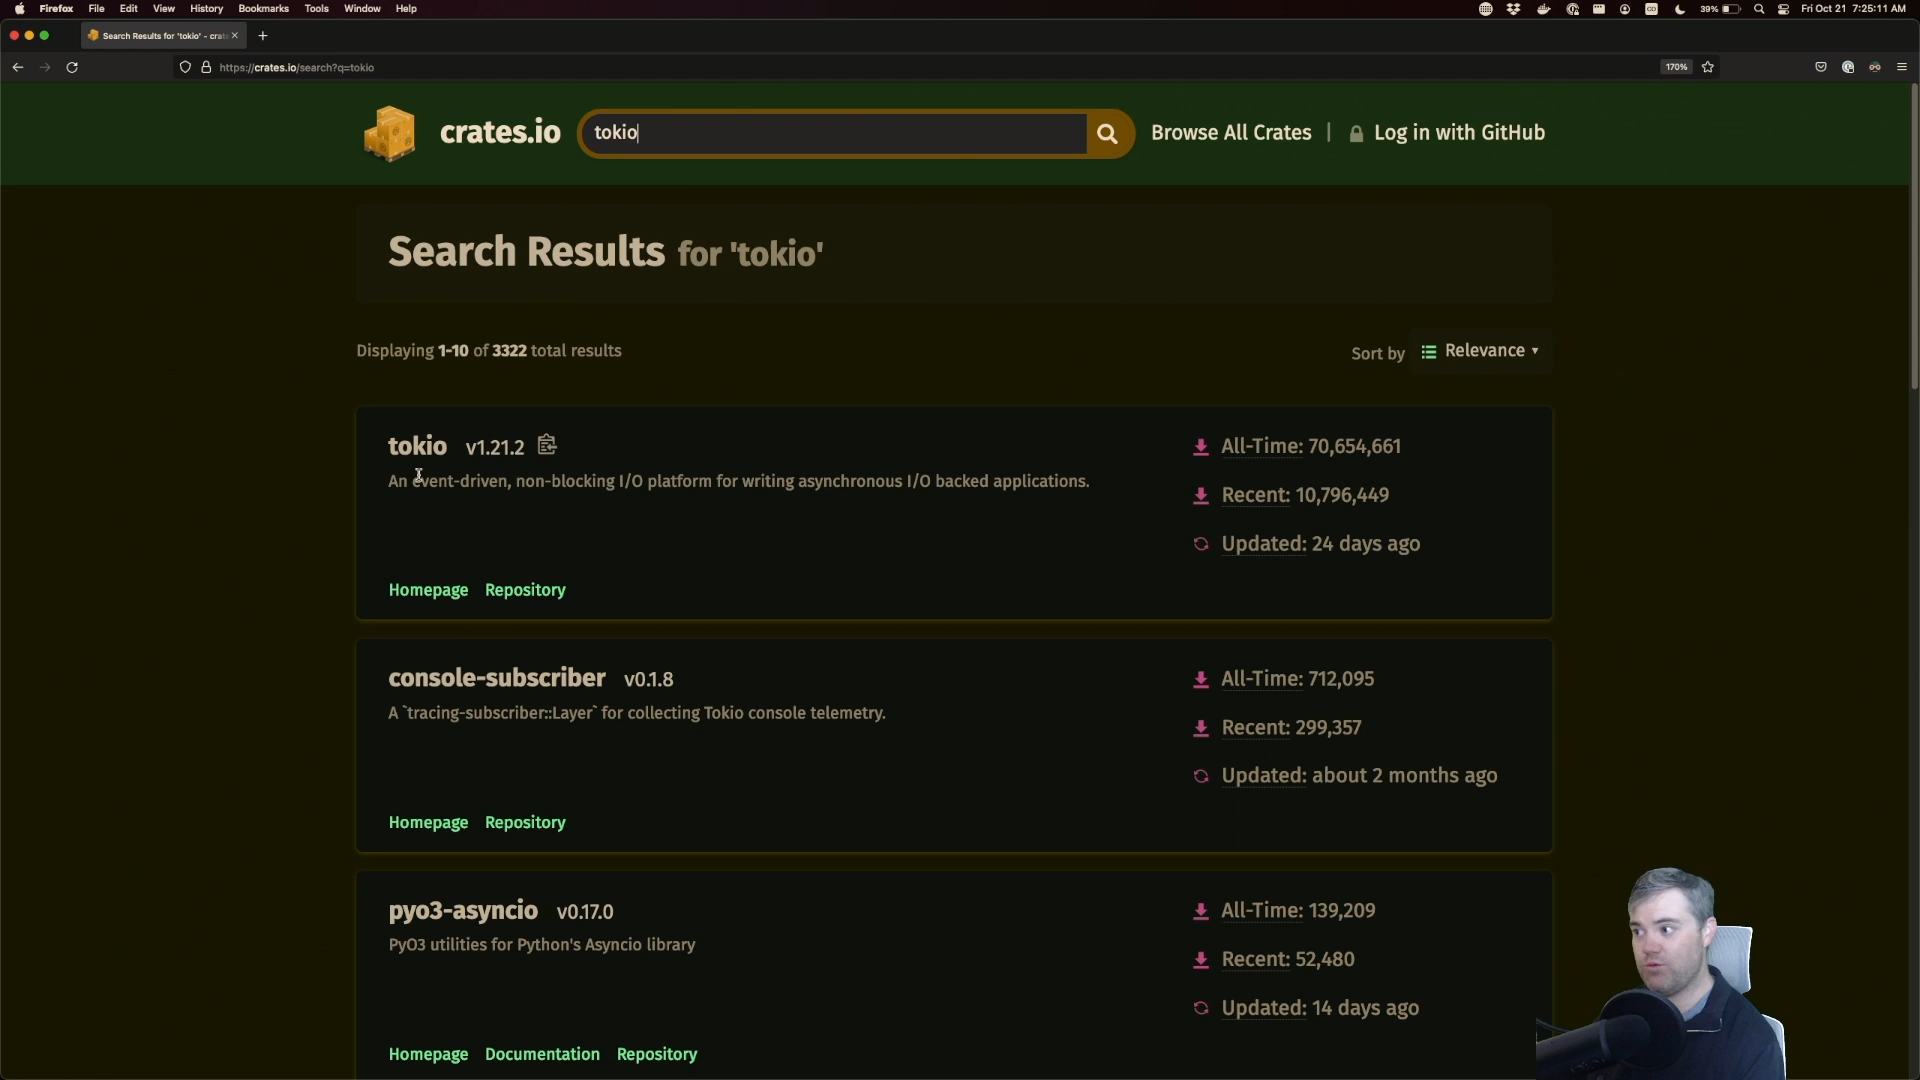 Firefox File Edit View History Bookmarks Tools Window Help
39% Fri Oct 21 7:25:11 AM
Search Results for 'tokio' - crat
https://crates.io/search?q=tokio
170%
crates.io
tokio
Browse All Crates | Log in with GitHub
Search Results for 'tokio'
Displaying 1-10 of 3322 total results
Sort by Relevance
tokio v1.21.2
An event-driven, non-blocking I/O platform for writing asynchronous I/O backed applications.
All-Time: 70,654,661
Recent: 10,796,449
Updated: 24 days ago
Homepage Repository
console-subscriber v0.1.8
A `tracing-subscriber::Layer` for collecting Tokio console telemetry.
All-Time: 712,095
Recent: 299,357
Updated: about 2 months ago
Homepage Repository
pyo3-asyncio v0.17.0
PyO3 utilities for Python's Asyncio library
All-Time: 139,209
Recent: 52,480
Updated: 14 days ago
Homepage Documentation Repository